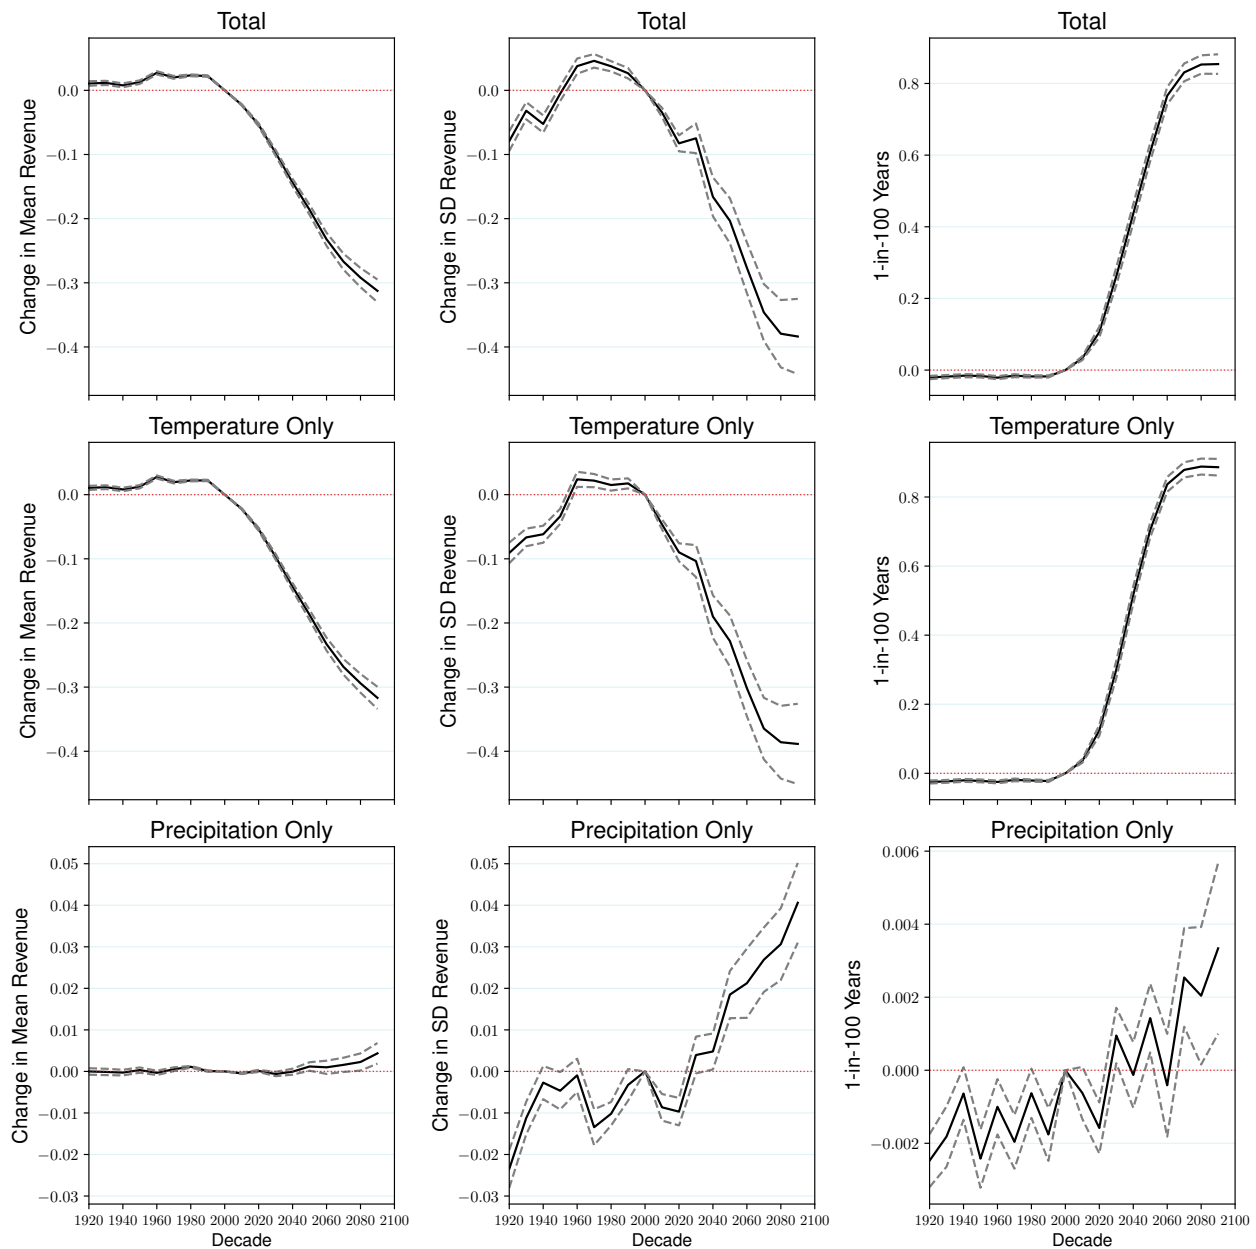 Total
Total
Total
0.0
−0.1
−0.2
−0.3
−0.4
Change in Mean Revenue
0.0
−0.1
−0.2
−0.3
−0.4
Change in SD Revenue
0.8
0.6
0.4
0.2
0.0
1-in-100 Years
Temperature Only
Temperature Only
Temperature Only
0.0
−0.1
−0.2
−0.3
−0.4
Change in Mean Revenue
0.0
−0.1
−0.2
−0.3
−0.4
Change in SD Revenue
0.8
0.6
0.4
0.2
0.0
1-in-100 Years
Precipitation Only
Precipitation Only
Precipitation Only
0.05
0.04
0.03
0.02
0.01
0.00
−0.01
−0.02
−0.03
Change in Mean Revenue
0.05
0.04
0.03
0.02
0.01
0.00
−0.01
−0.02
−0.03
Change in SD Revenue
0.006
0.004
0.002
0.000
−0.002
1-in-100 Years
1920 1940 1960 1980 2000 2020 2040 2060 2080 2100
1920 1940 1960 1980 2000 2020 2040 2060 2080 2100
1920 1940 1960 1980 2000 2020 2040 2060 2080 2100
Decade
Decade
Decade